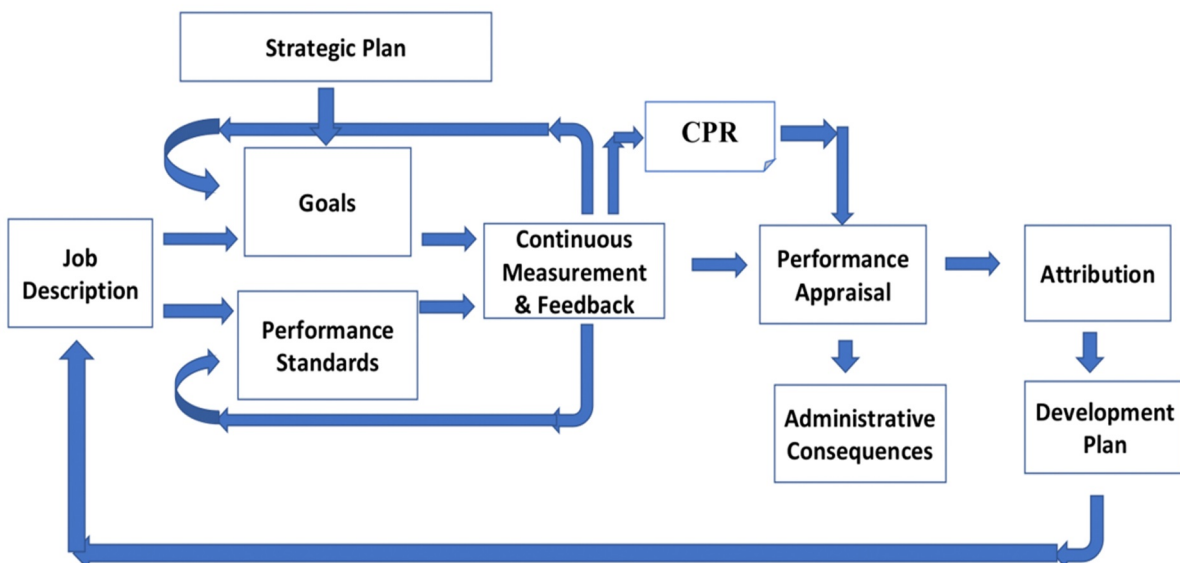 Strategic Plan
CPR
Goals
Job
Description
Continuous
Measurement
& Feedback
Performance
Appraisal
Attribution
Performance
Standards
Administrative
Consequences
Development
Plan